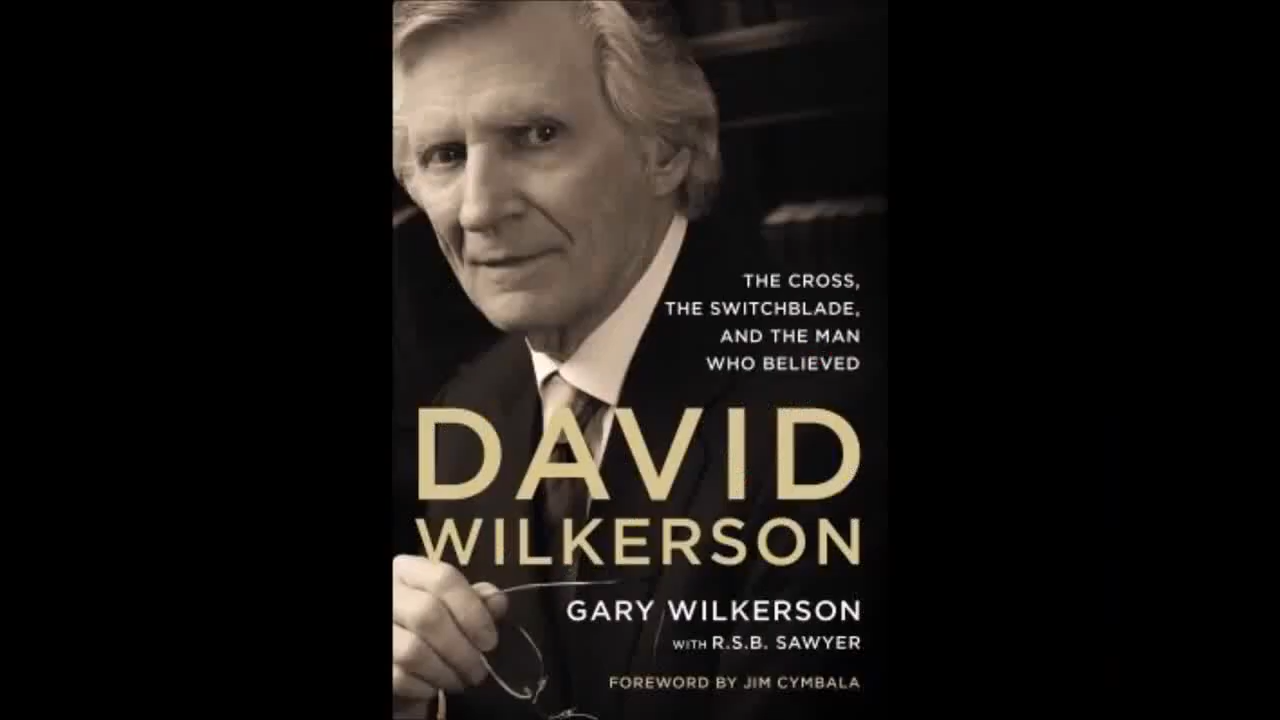 THE CROSS,
THE SWITCHBLADE,
AND THE MAN
WHO BELIEVED
DAVID
WILKERSON
GARY WILKERSON
WITH R.S.B. SAWYER
FOREWORD BY JIM CYMBALA